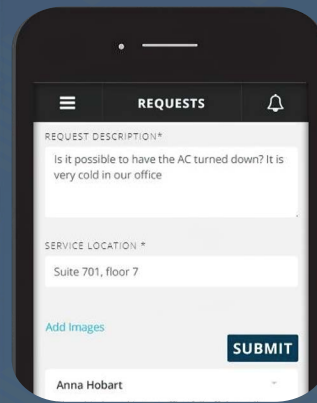 REQUESTS
REQUEST DESCRIPTION*
Is it possible to have the AC turned down? It is
very cold in our office
SERVICE LOCATION *
Suite 701, floor 7
Add Images
SUBMIT
Anna Hobart